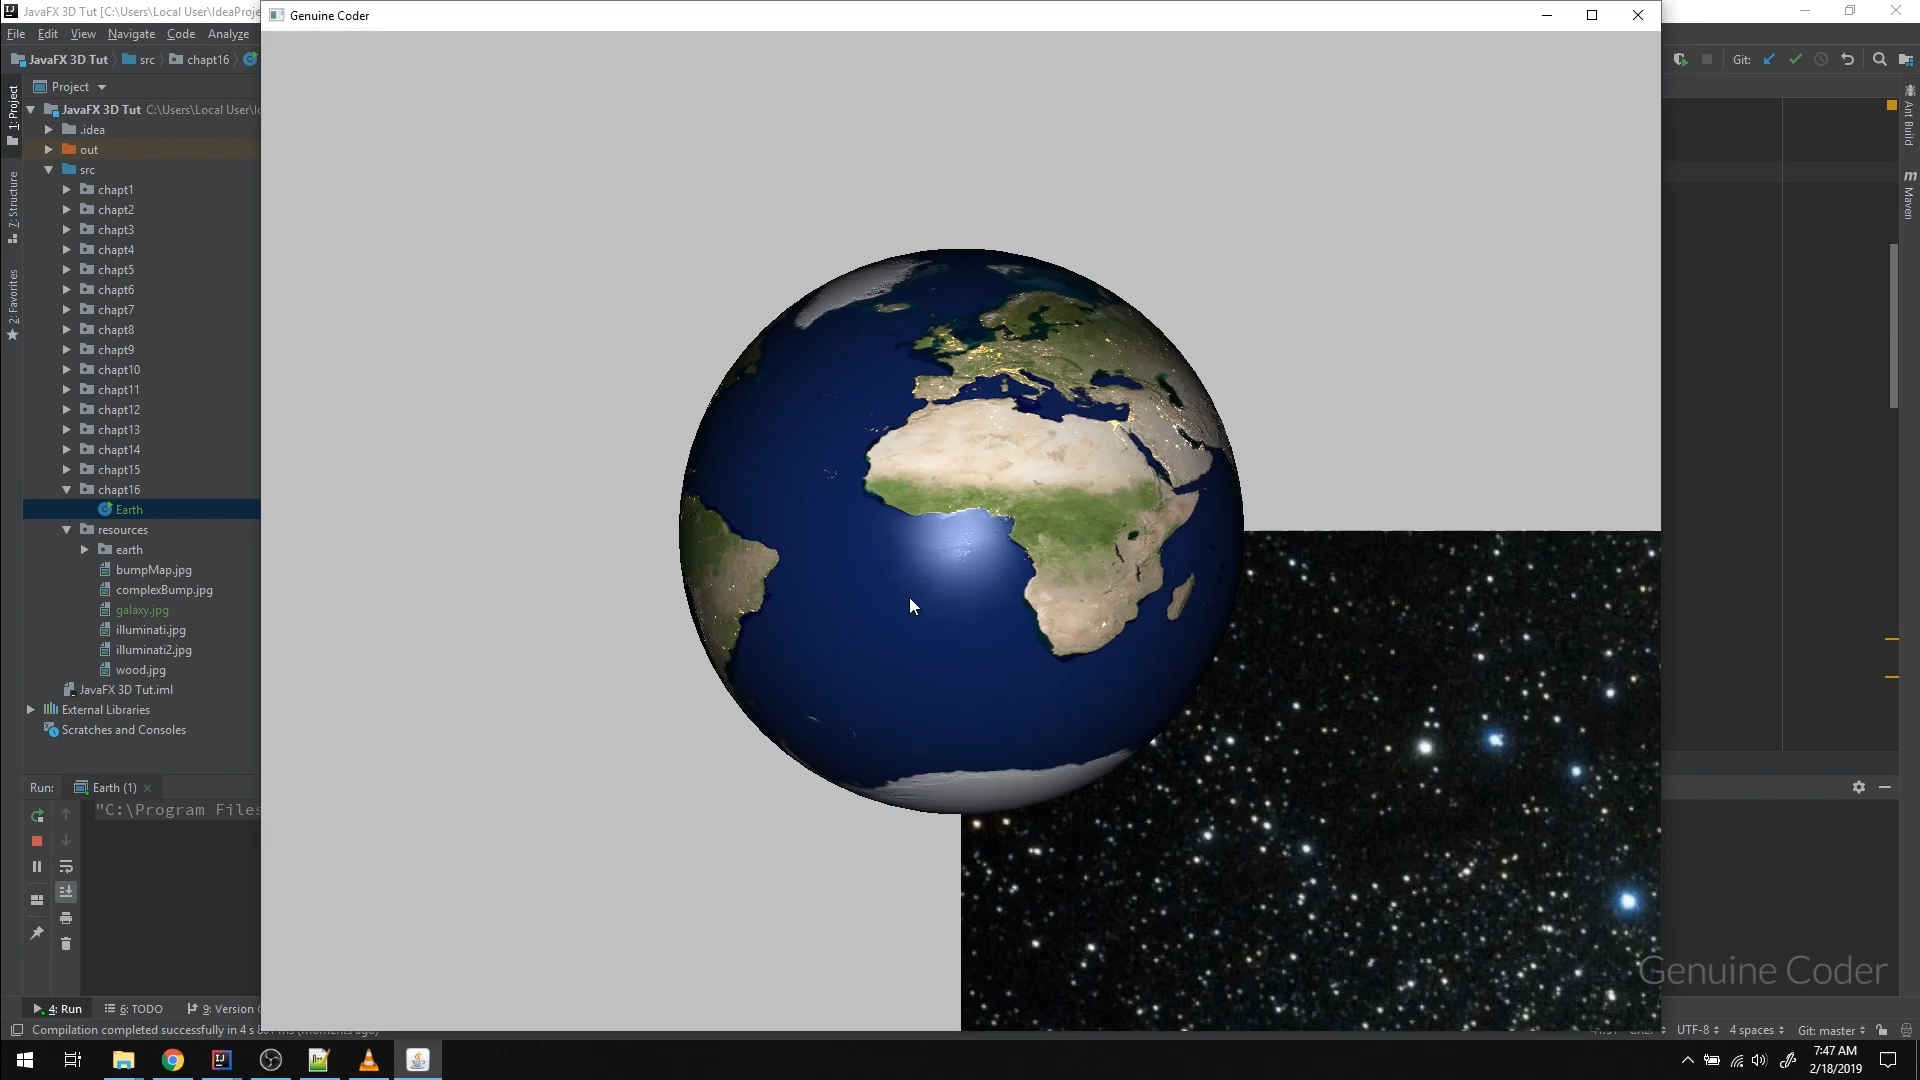 JavaFX 3D Tut [C:\Users\Local User\IdeaProje
Genuine Coder
File Edit View Navigate Code Analyze
JavaFX 3D Tut src chapt16
Git:
Project
1: Project
7: Structure
2: Favorites
Ant Build
Maven
JavaFX 3D Tut C:\Users\Local User\Id
.idea
out
src
chapt1
chapt2
chapt3
chapt4
chapt5
chapt6
chapt7
chapt8
chapt9
chapt10
chapt11
chapt12
chapt13
chapt14
chapt15
chapt16
Earth
resources
earth
bumpMap.jpg
complexBump.jpg
galaxy.jpg
illuminati.jpg
illuminati2.jpg
wood.jpg
JavaFX 3D Tut.iml
External Libraries
Scratches and Consoles
Run: Earth (1)
"C:\Program Files
Genuine Coder
4: Run 6: TODO 9: Version
Compilation completed successfully in 4 s
UTF-8 4 spaces Git: master
7:47 AM
2/18/2019